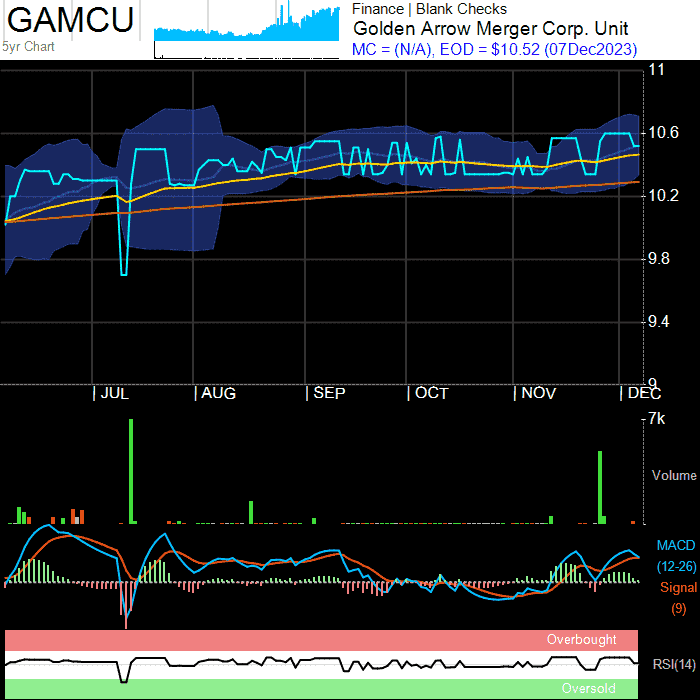 GAMCU
5yr Chart
Finance | Blank Checks
Golden Arrow Merger Corp. Unit
MC = (N/A), EOD = $10.52 (07Dec2023)
11
10.6
10.2
9.8
9.4
9
| JUL | AUG | SEP | OCT | NOV | DEC
7k
Volume
MACD
(12-26)
Signal
(9)
Overbought
RSI(14)
Oversold